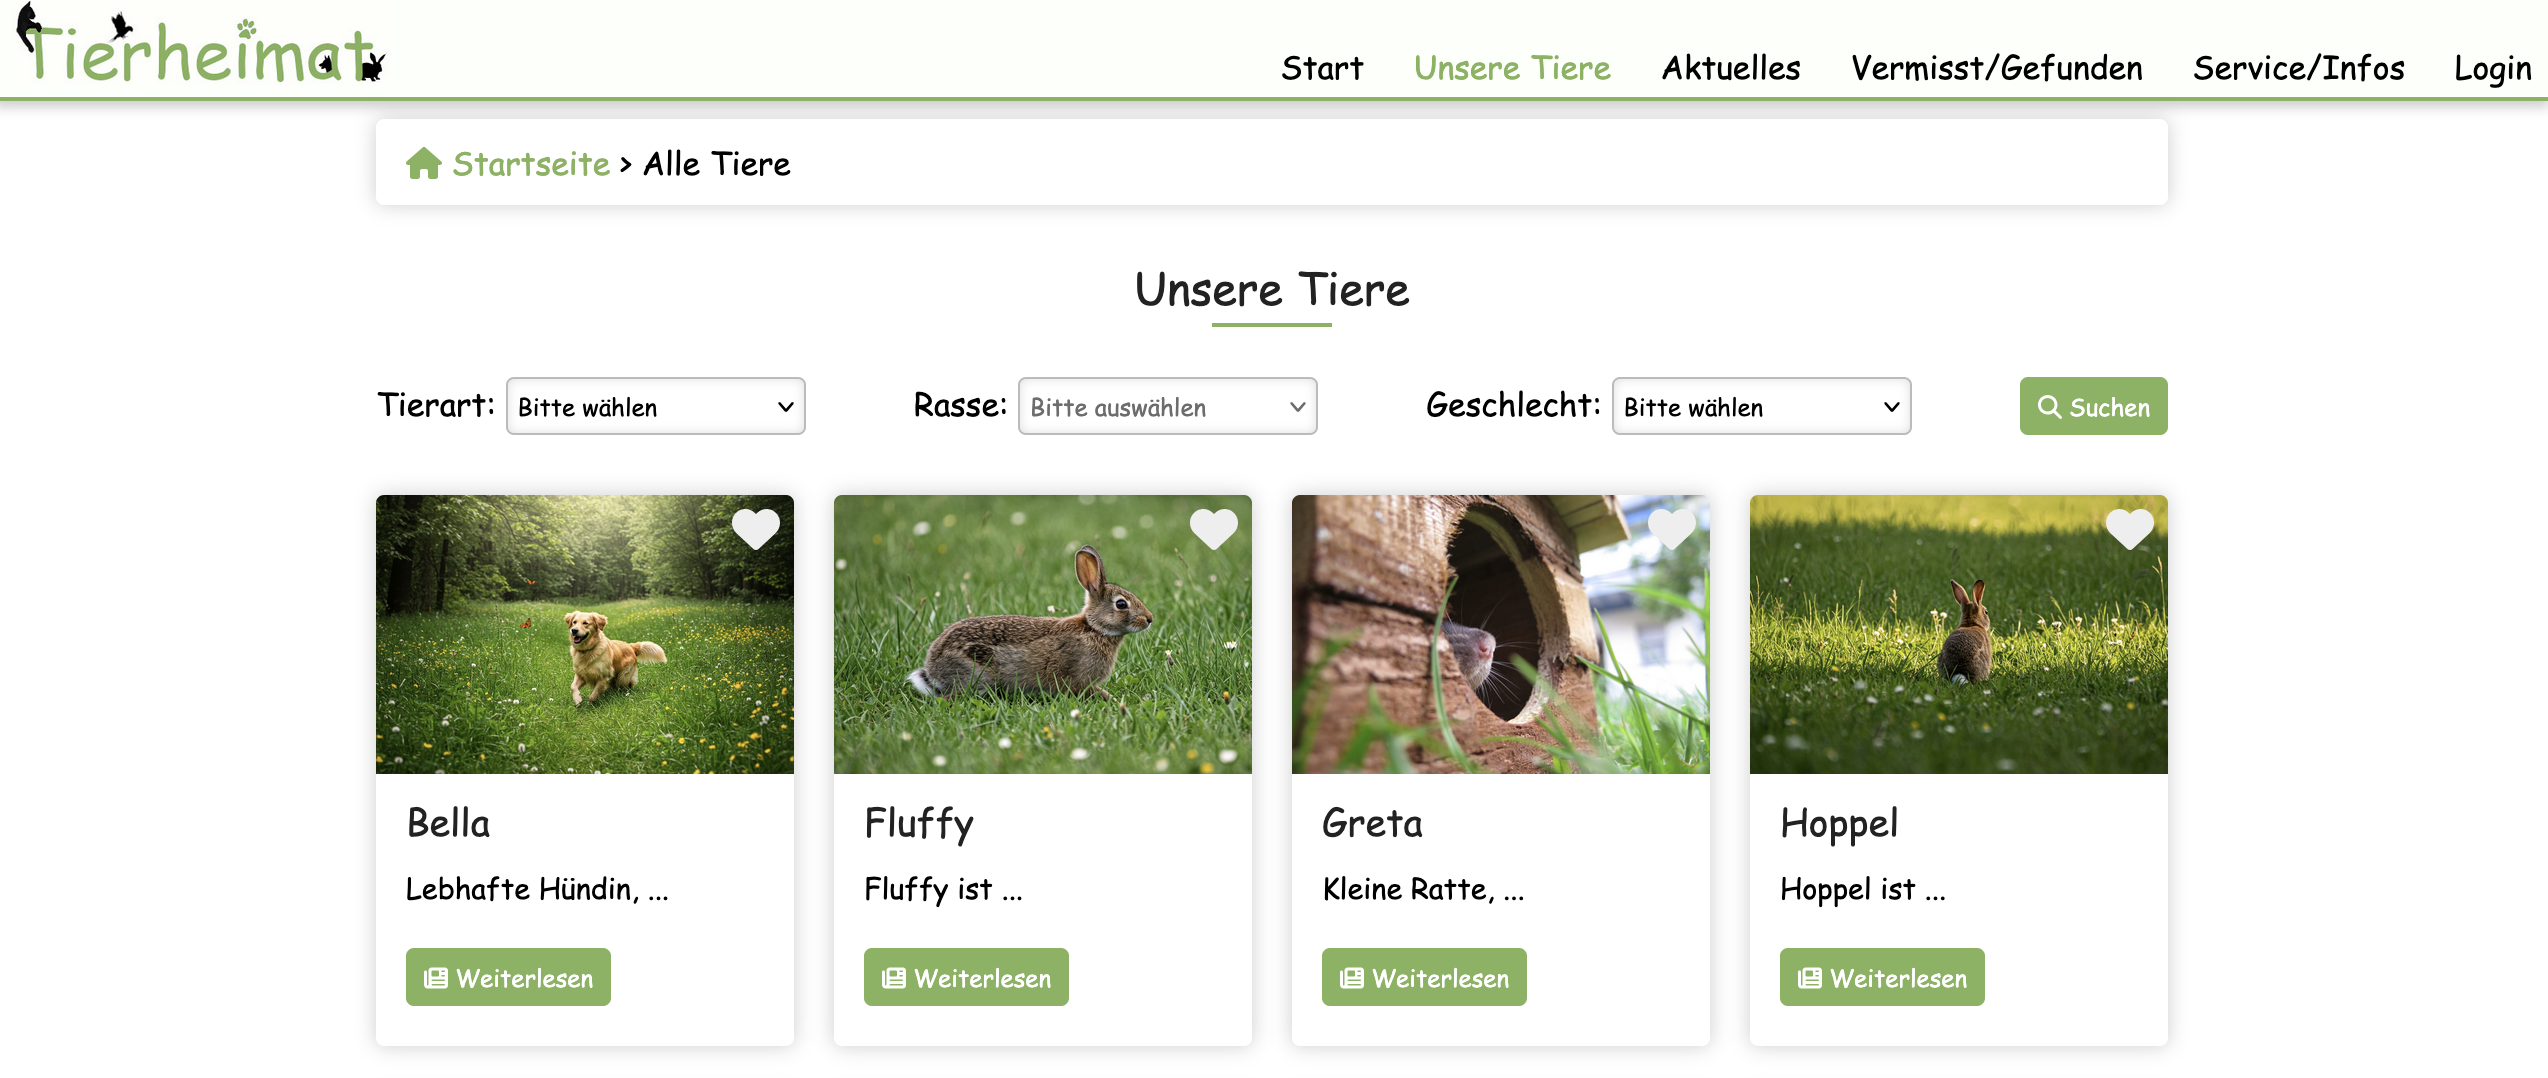 Tierheimat
Start Unsere Tiere Aktuelles Vermisst/Gefunden Service/Infos Login
Startseite > Alle Tiere
Unsere Tiere
Tierart: Bitte wählen Rasse: Bitte auswählen Geschlecht: Bitte wählen Suchen
Bella
Lebhafte Hündin, ...
Weiterlesen
Fluffy
Fluffy ist ...
Weiterlesen
Greta
Kleine Ratte, ...
Weiterlesen
Hoppel
Hoppel ist ...
Weiterlesen